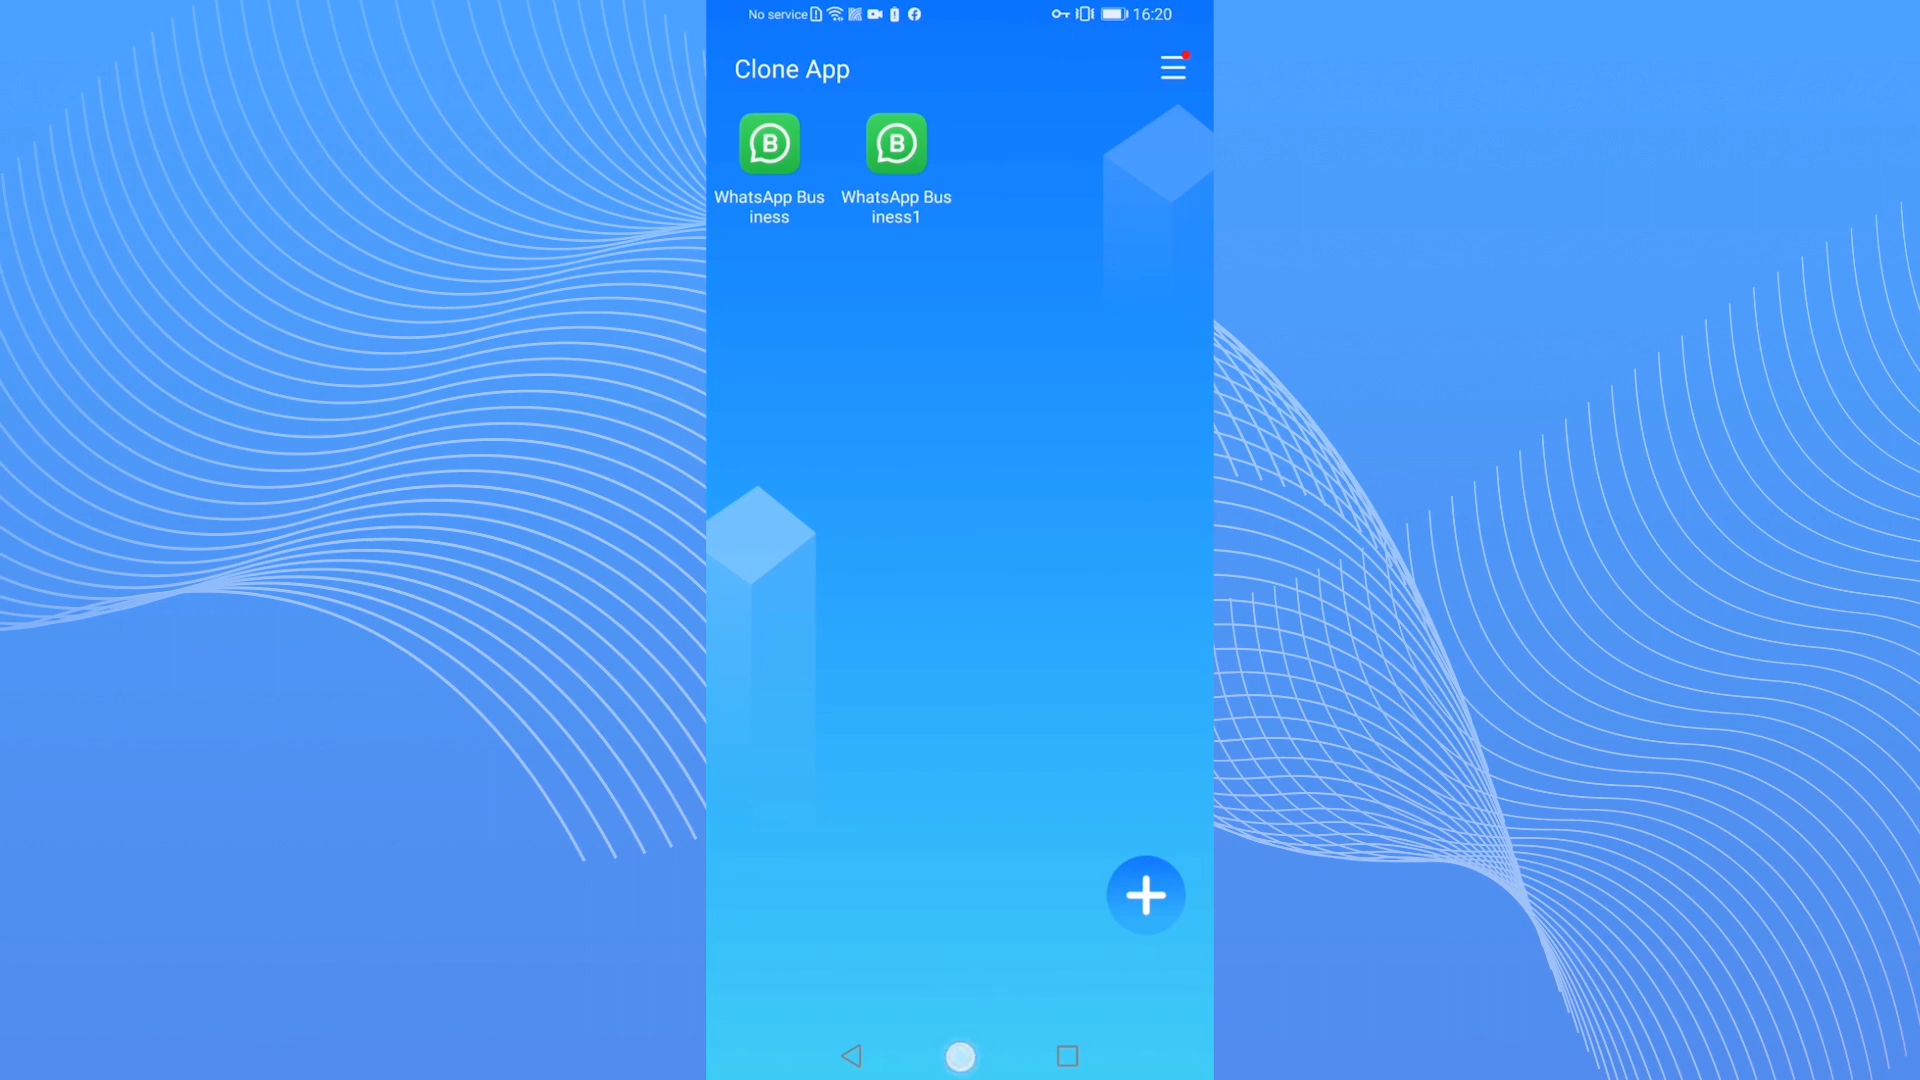 No service 16:20
Clone App
B B
WhatsApp Bus
iness
WhatsApp Bus
iness1